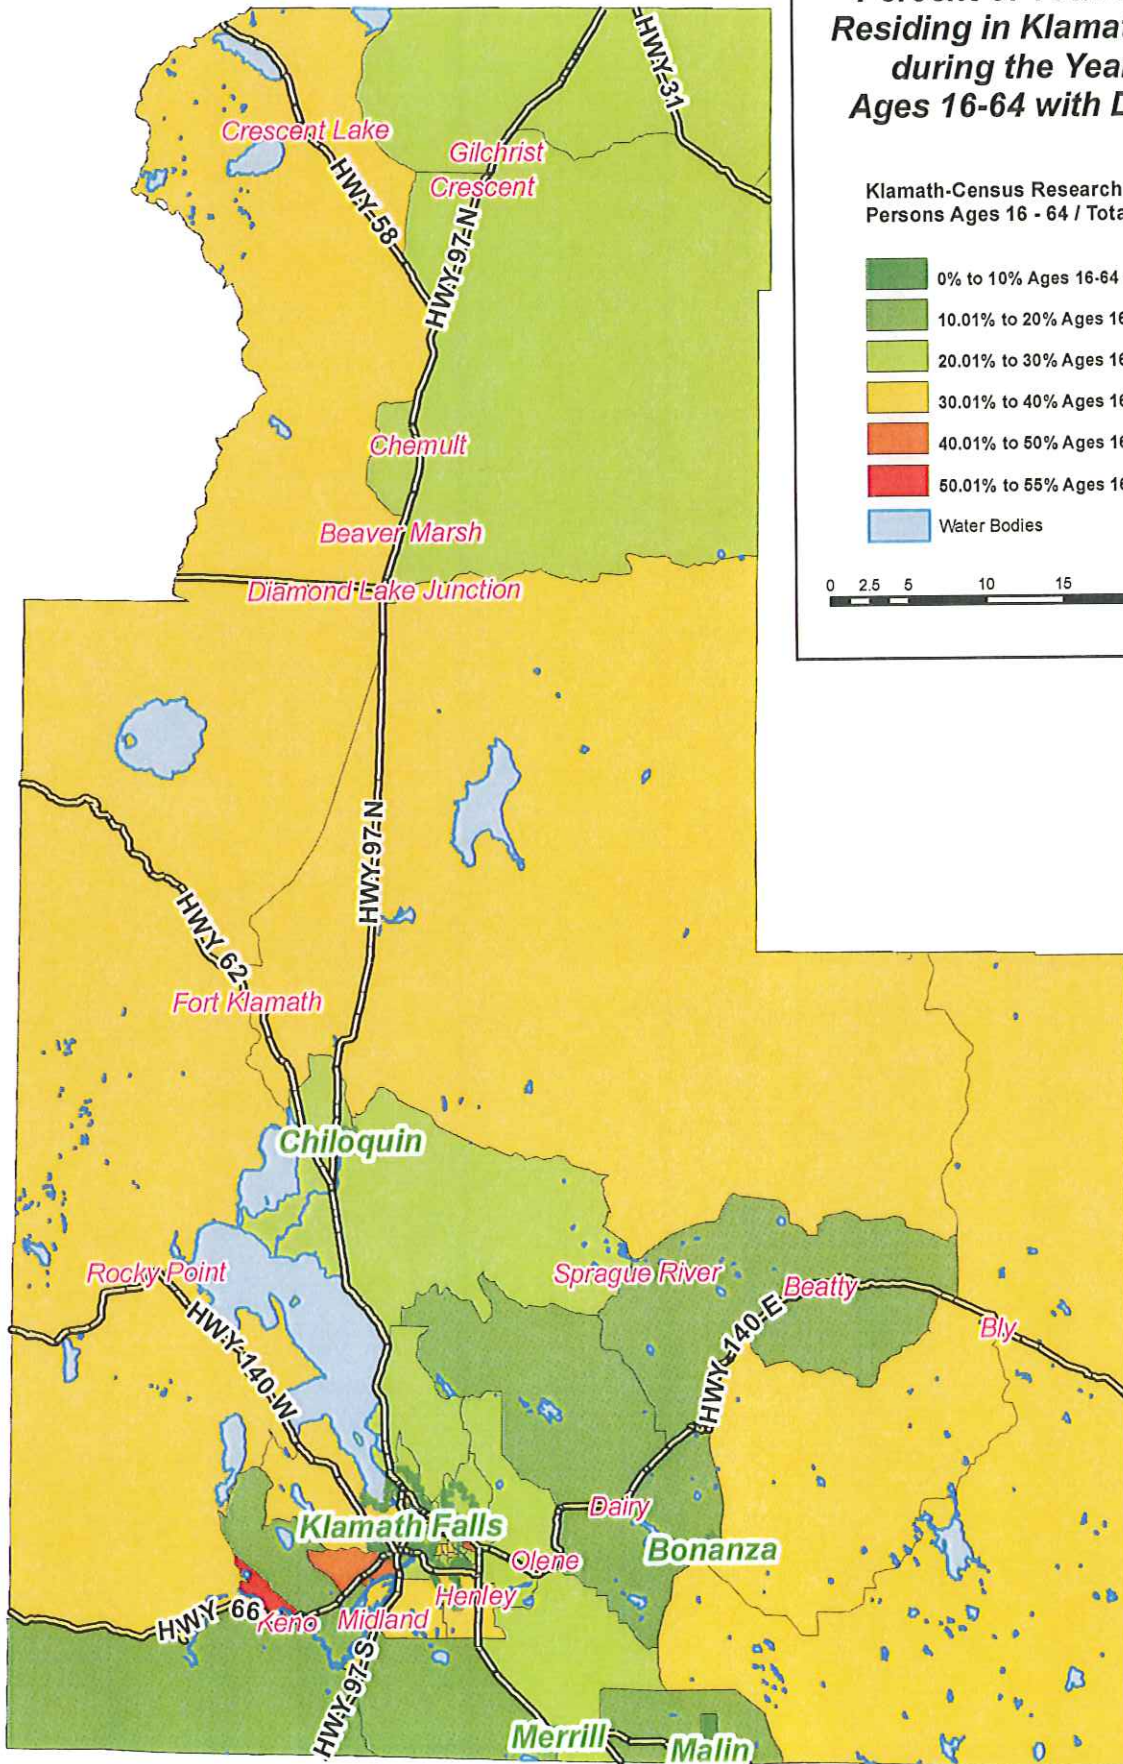 Residing in Klamat
during the Yea
Ages 16-64 with D
Klamath-Census Research
Persons Ages 16 - 64 / Tota
0% to 10% Ages 16-64
10.01% to 20% Ages 16
20.01% to 30% Ages 16
30.01% to 40% Ages 16
40.01% to 50% Ages 16
50.01% to 55% Ages 16
Water Bodies
0 2.5 5 10 15
HWY-31
Crescent Lake
Gilchrist
HWY-58
Crescent
HWY-97-N
Chemult
Beaver Marsh
Diamond Lake Junction
HWY-97-N
HWY-62
Fort Klamath
Chiloquin
Rocky Point
Sprague River
Beatty
HWY-140-W
HWY-140-E
Bly
Klamath Falls
Dairy
Olene
Bonanza
Henley
HWY-66
Keno
Midland
HWY-97-S
Merrill
Malin